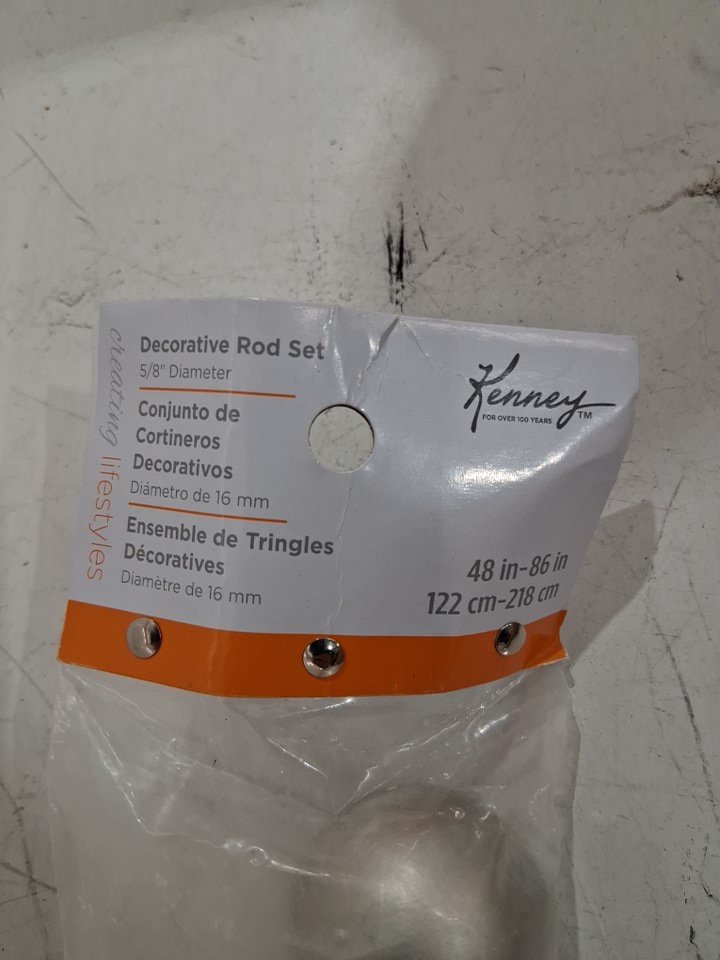 creating lifestyles
Decorative Rod Set
5/8" Diameter
Conjunto de
Cortineros
Decorativos
Diámetro de 16 mm
Ensemble de Tringles
Décoratives
Diamètre de 16 mm
Kenney™
FOR OVER 100 YEARS
48 in-86 in
122 cm-218 cm